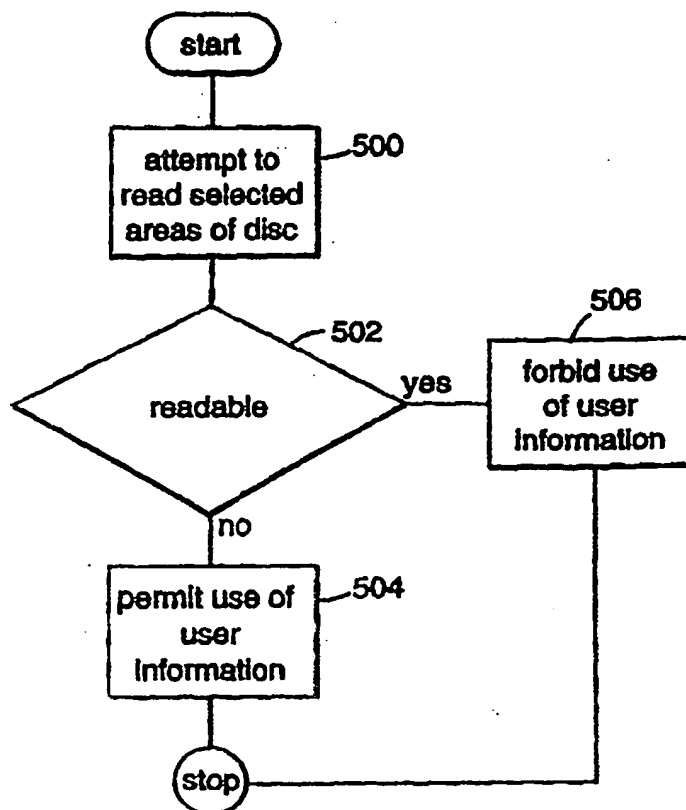 start
attempt to
read selected
areas of disc
500
502
readable
yes
506
forbid use
of user
information
no
permit use of
user
information
504
stop